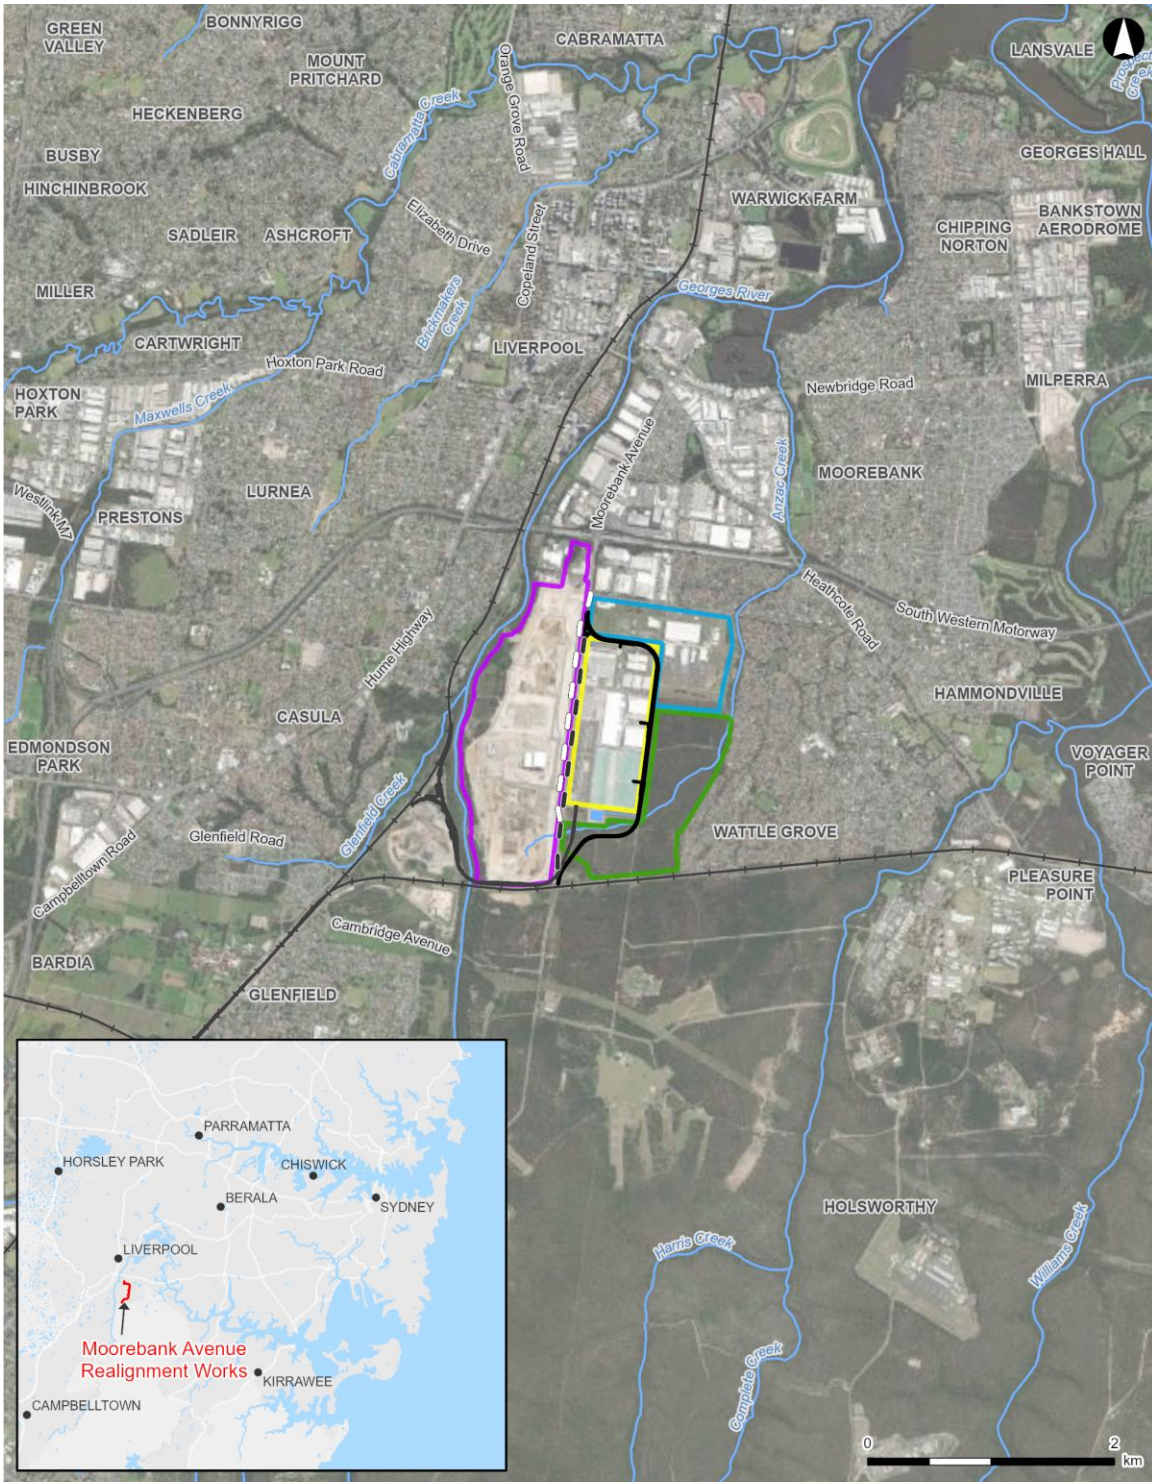 BONNYRIGG
GREEN
VALLEY
CABRAMATTA
LANSVALE
MOUNT
PRITCHARD
Orange Grove Road
Prospect
Creek
HECKENBERG
Cabramatta Creek
BUSBY
GEORGES HALL
HINCHINBROOK
WARWICK FARM
Elizabeth Drive
Copeland Street
CHIPPING
NORTON
BANKSTOWN
AERODROME
SADLEIR
ASHCROFT
MILLER
Georges River
Brickmakers
Creek
CARTWRIGHT
LIVERPOOL
Hoxton Park Road
HOXTON
PARK
Newbridge Road
MILPERRA
Maxwells Creek
Moorebank Avenue
Anzac Creek
MOOREBANK
LURNEA
Westlink M7
PRESTONS
Heathcote Road
South Western Motorway
Hume Highway
HAMMONDVILLE
CASULA
EDMONDSON
PARK
VOYAGER
POINT
Glenfield Creek
Glenfield Road
WATTLE GROVE
Campbelltown Road
PLEASURE
POINT
Cambridge Avenue
BARDIA
GLENFIELD
PARRAMATTA
HORSLEY PARK
CHISWICK
BERALA
SYDNEY
LIVERPOOL
Moorebank Avenue
Realignment Works
KIRRAWEE
CAMPBELLTOWN
HOLSWORTHY
Harris Creek
Williams Creek
Complete Creek
0
2
km